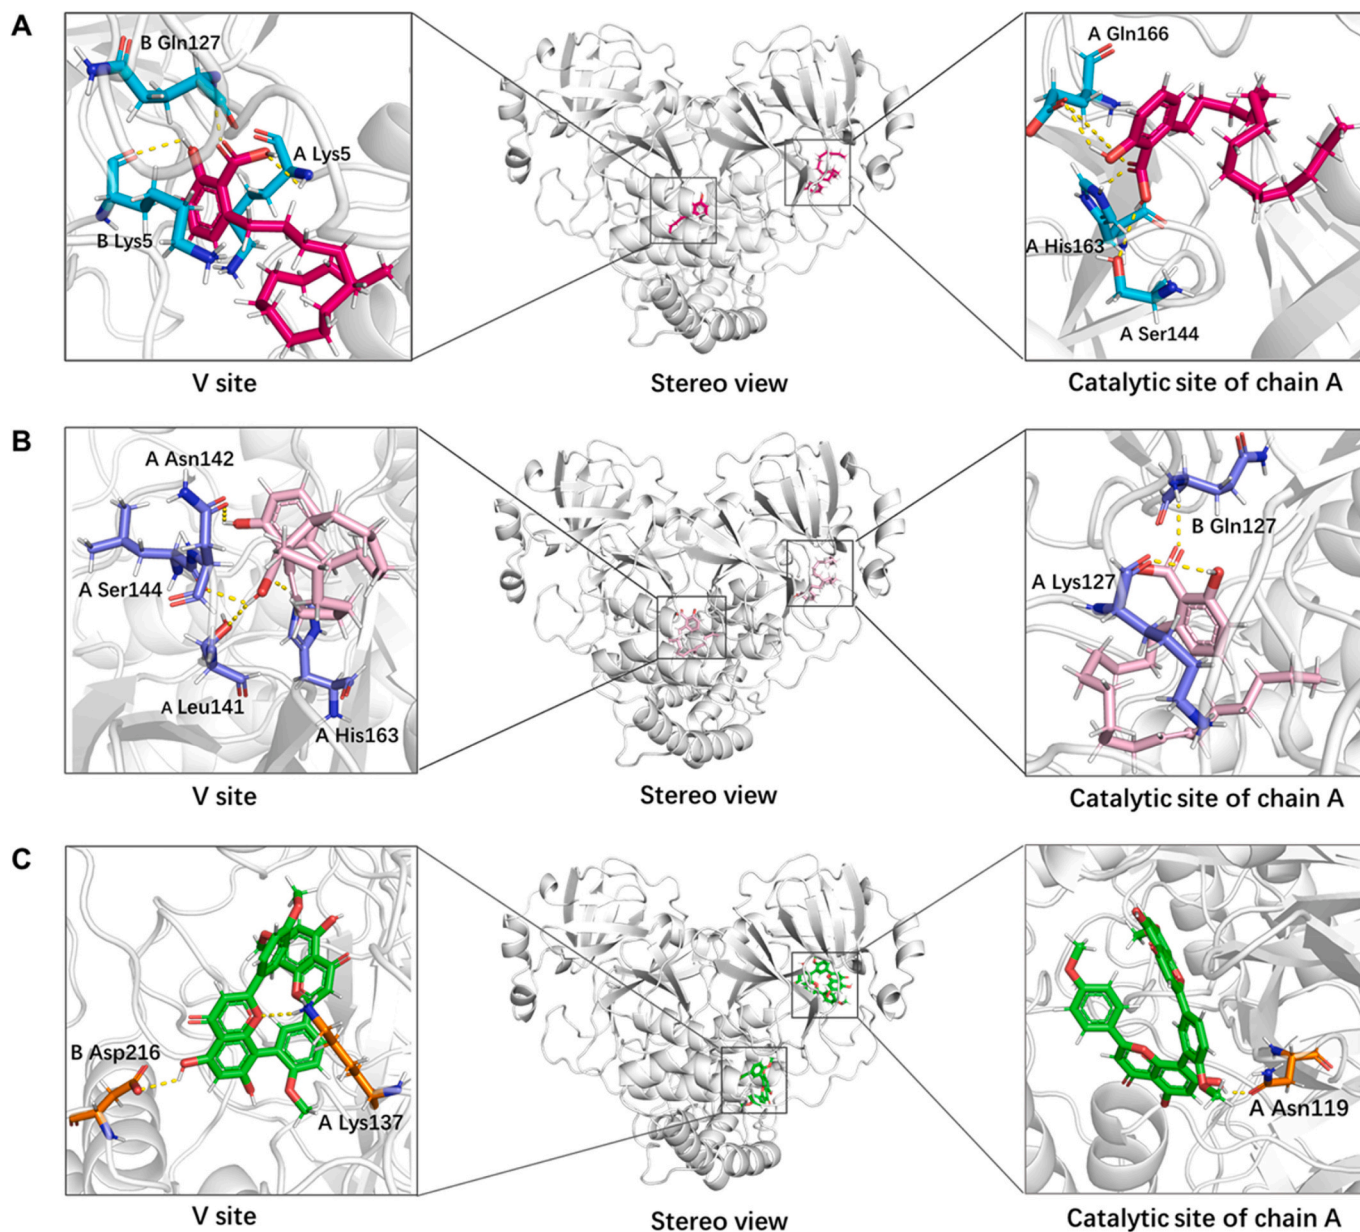 A
B Gln127
A Lys5
B Lys5
V site
Stereo view
A Gln166
A His163
A Ser144
Catalytic site of chain A
B
A Asn142
A Ser144
A Leu141
A His163
V site
Stereo view
B Gln127
A Lys127
Catalytic site of chain A
C
B Asp216
A Lys137
V site
Stereo view
A Asn119
Catalytic site of chain A